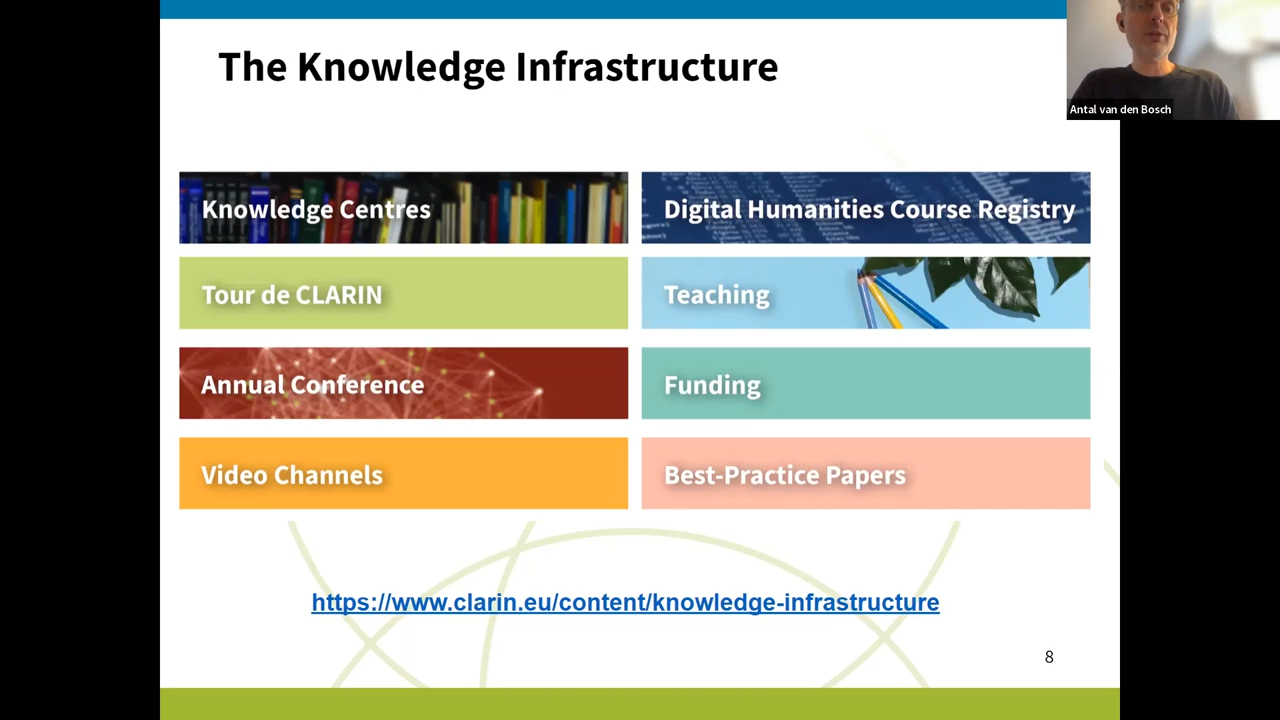 The Knowledge Infrastructure
Antal van den Bosch
Knowledge Centres
Digital Humanities Course Registry
Tour de CLARIN
Teaching
Annual Conference
Funding
Video Channels
Best-Practice Papers
https://www.clarin.eu/content/knowledge-infrastructure
8